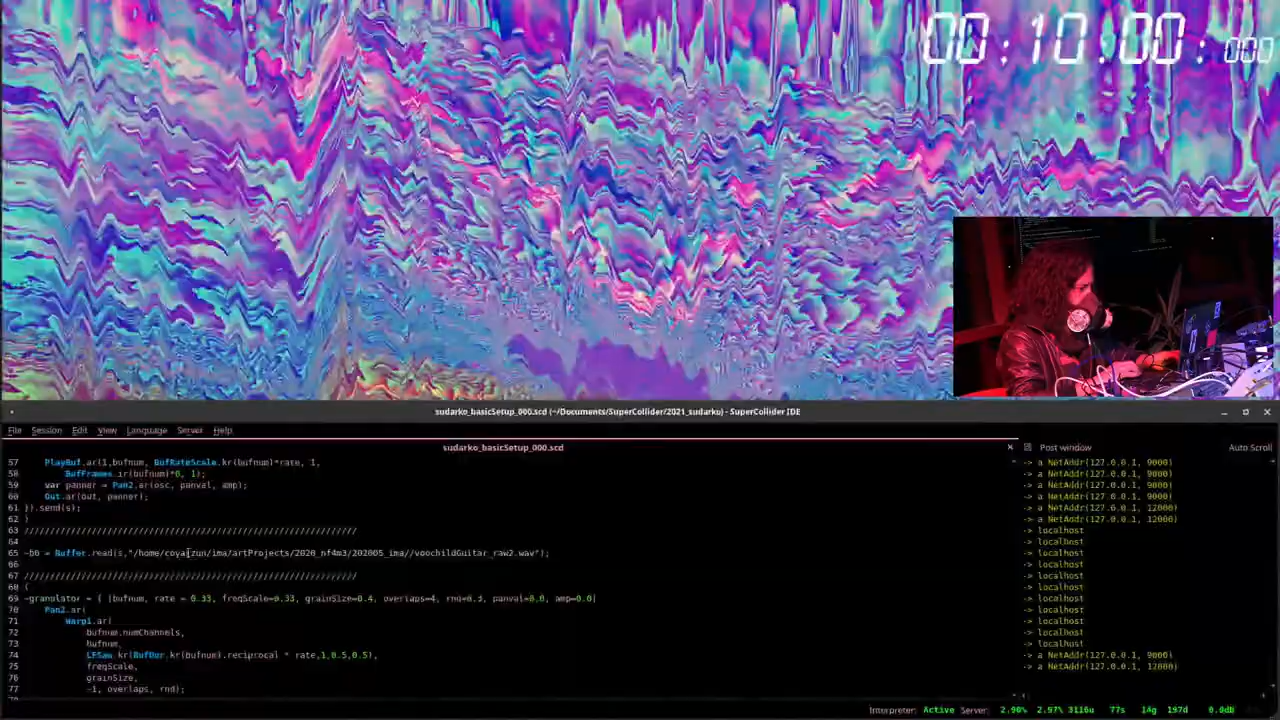 00:10:00:000
sudarko_basicSetup_000.scd (~/Documents/SuperCollider/2021_sudarko) - SuperCollider IDE
File Session Edit View Language Server Help
sudarko_basicSetup_000.scd
Post window Auto Scroll
57 PlayBuf.ar(1,bufnum, BufRateScale.kr(bufnum)*rate, 1,
58 BufFrames.ir(bufnum)*0, 1);
59 var panner = Pan2.ar(osc, panval, amp);
60 Out.ar(out, panner);
61 }).send(s);
62 )
63 ////////////////////////////////////////////////////////////////
64
65 ~b0 = Buffer.read(s,"/home/coyaizun/ima/artProjects/2020_nf4m3/202005_ima//voochildGuitar_raw2.wav");
66
67 ////////////////////////////////////////////////////////////////
68 (
69 ~granulator = { |bufnum, rate = 0.33, freqScale=0.33, grainSize=0.4, overlaps=4, rnd=0.3, panval=0.0, amp=0.0|
70 Pan2.ar(
71 Warp1.ar(
72 bufnum.numChannels,
73 bufnum,
74 LFSaw.kr(BufDur.kr(bufnum).reciprocal * rate,1,0.5,0.5),
75 freqScale,
76 grainSize,
77 -1, overlaps, rnd);
-> a NetAddr(127.0.0.1, 9000)
-> a NetAddr(127.0.0.1, 9000)
-> a NetAddr(127.0.0.1, 9000)
-> a NetAddr(127.0.0.1, 9000)
-> a NetAddr(127.0.0.1, 12000)
-> a NetAddr(127.0.0.1, 12000)
-> localhost
-> localhost
-> localhost
-> localhost
-> localhost
-> localhost
-> localhost
-> localhost
-> localhost
-> localhost
-> localhost
-> a NetAddr(127.0.0.1, 9000)
-> a NetAddr(127.0.0.1, 12000)
Interpreter: Active Server: 2.90% 2.97% 3116u 77s 14g 197d 0.0dB